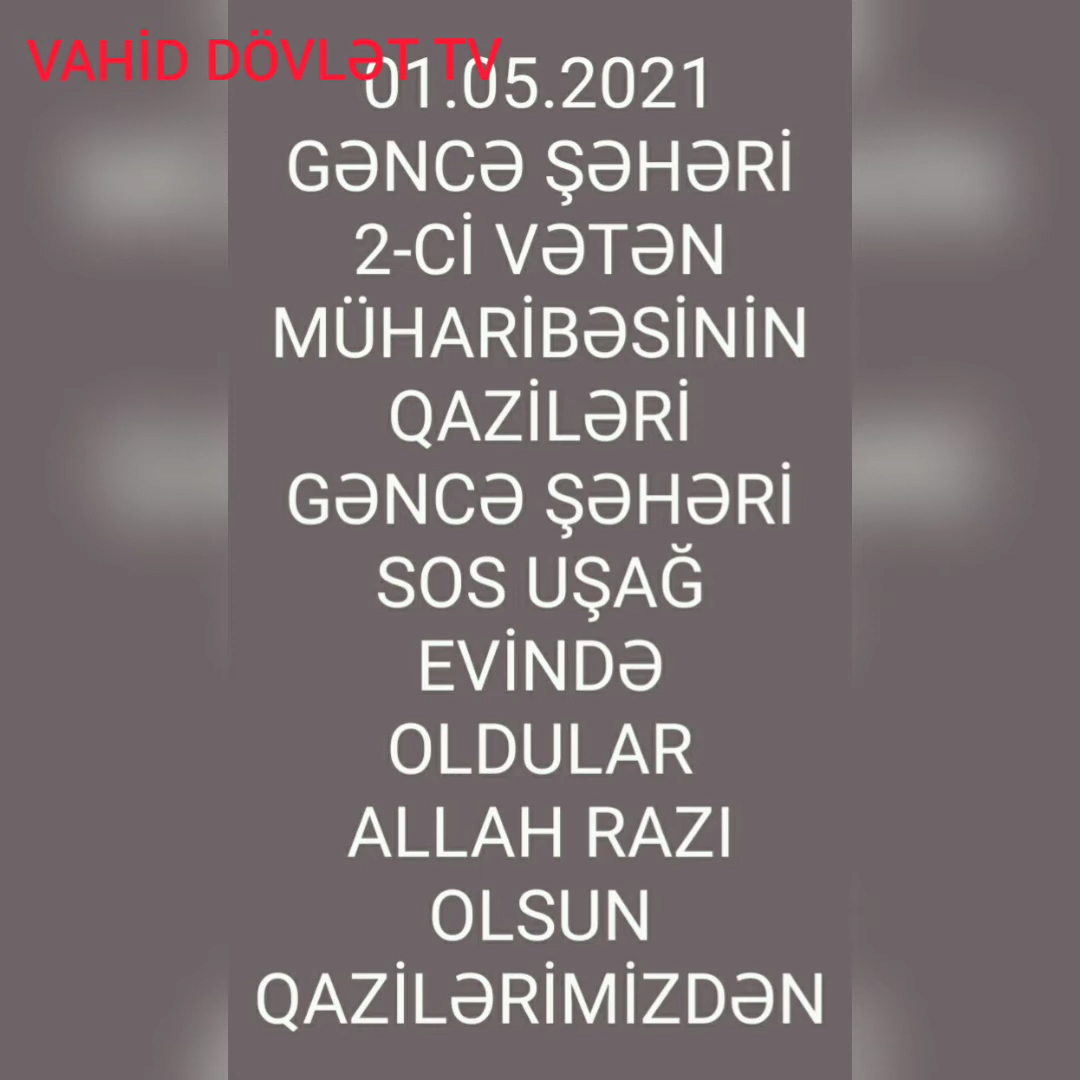 VAHİD DÖVLƏT TV
01.05.2021
GƏNCƏ ŞƏHƏRİ
2-Cİ VƏTƏN
MÜHARİBƏSİNİN
QAZİLƏRİ
GƏNCƏ ŞƏHƏRİ
SOS UŞAĞ
EVİNDƏ
OLDULAR
ALLAH RAZI
OLSUN
QAZİLƏRİMİZDƏN